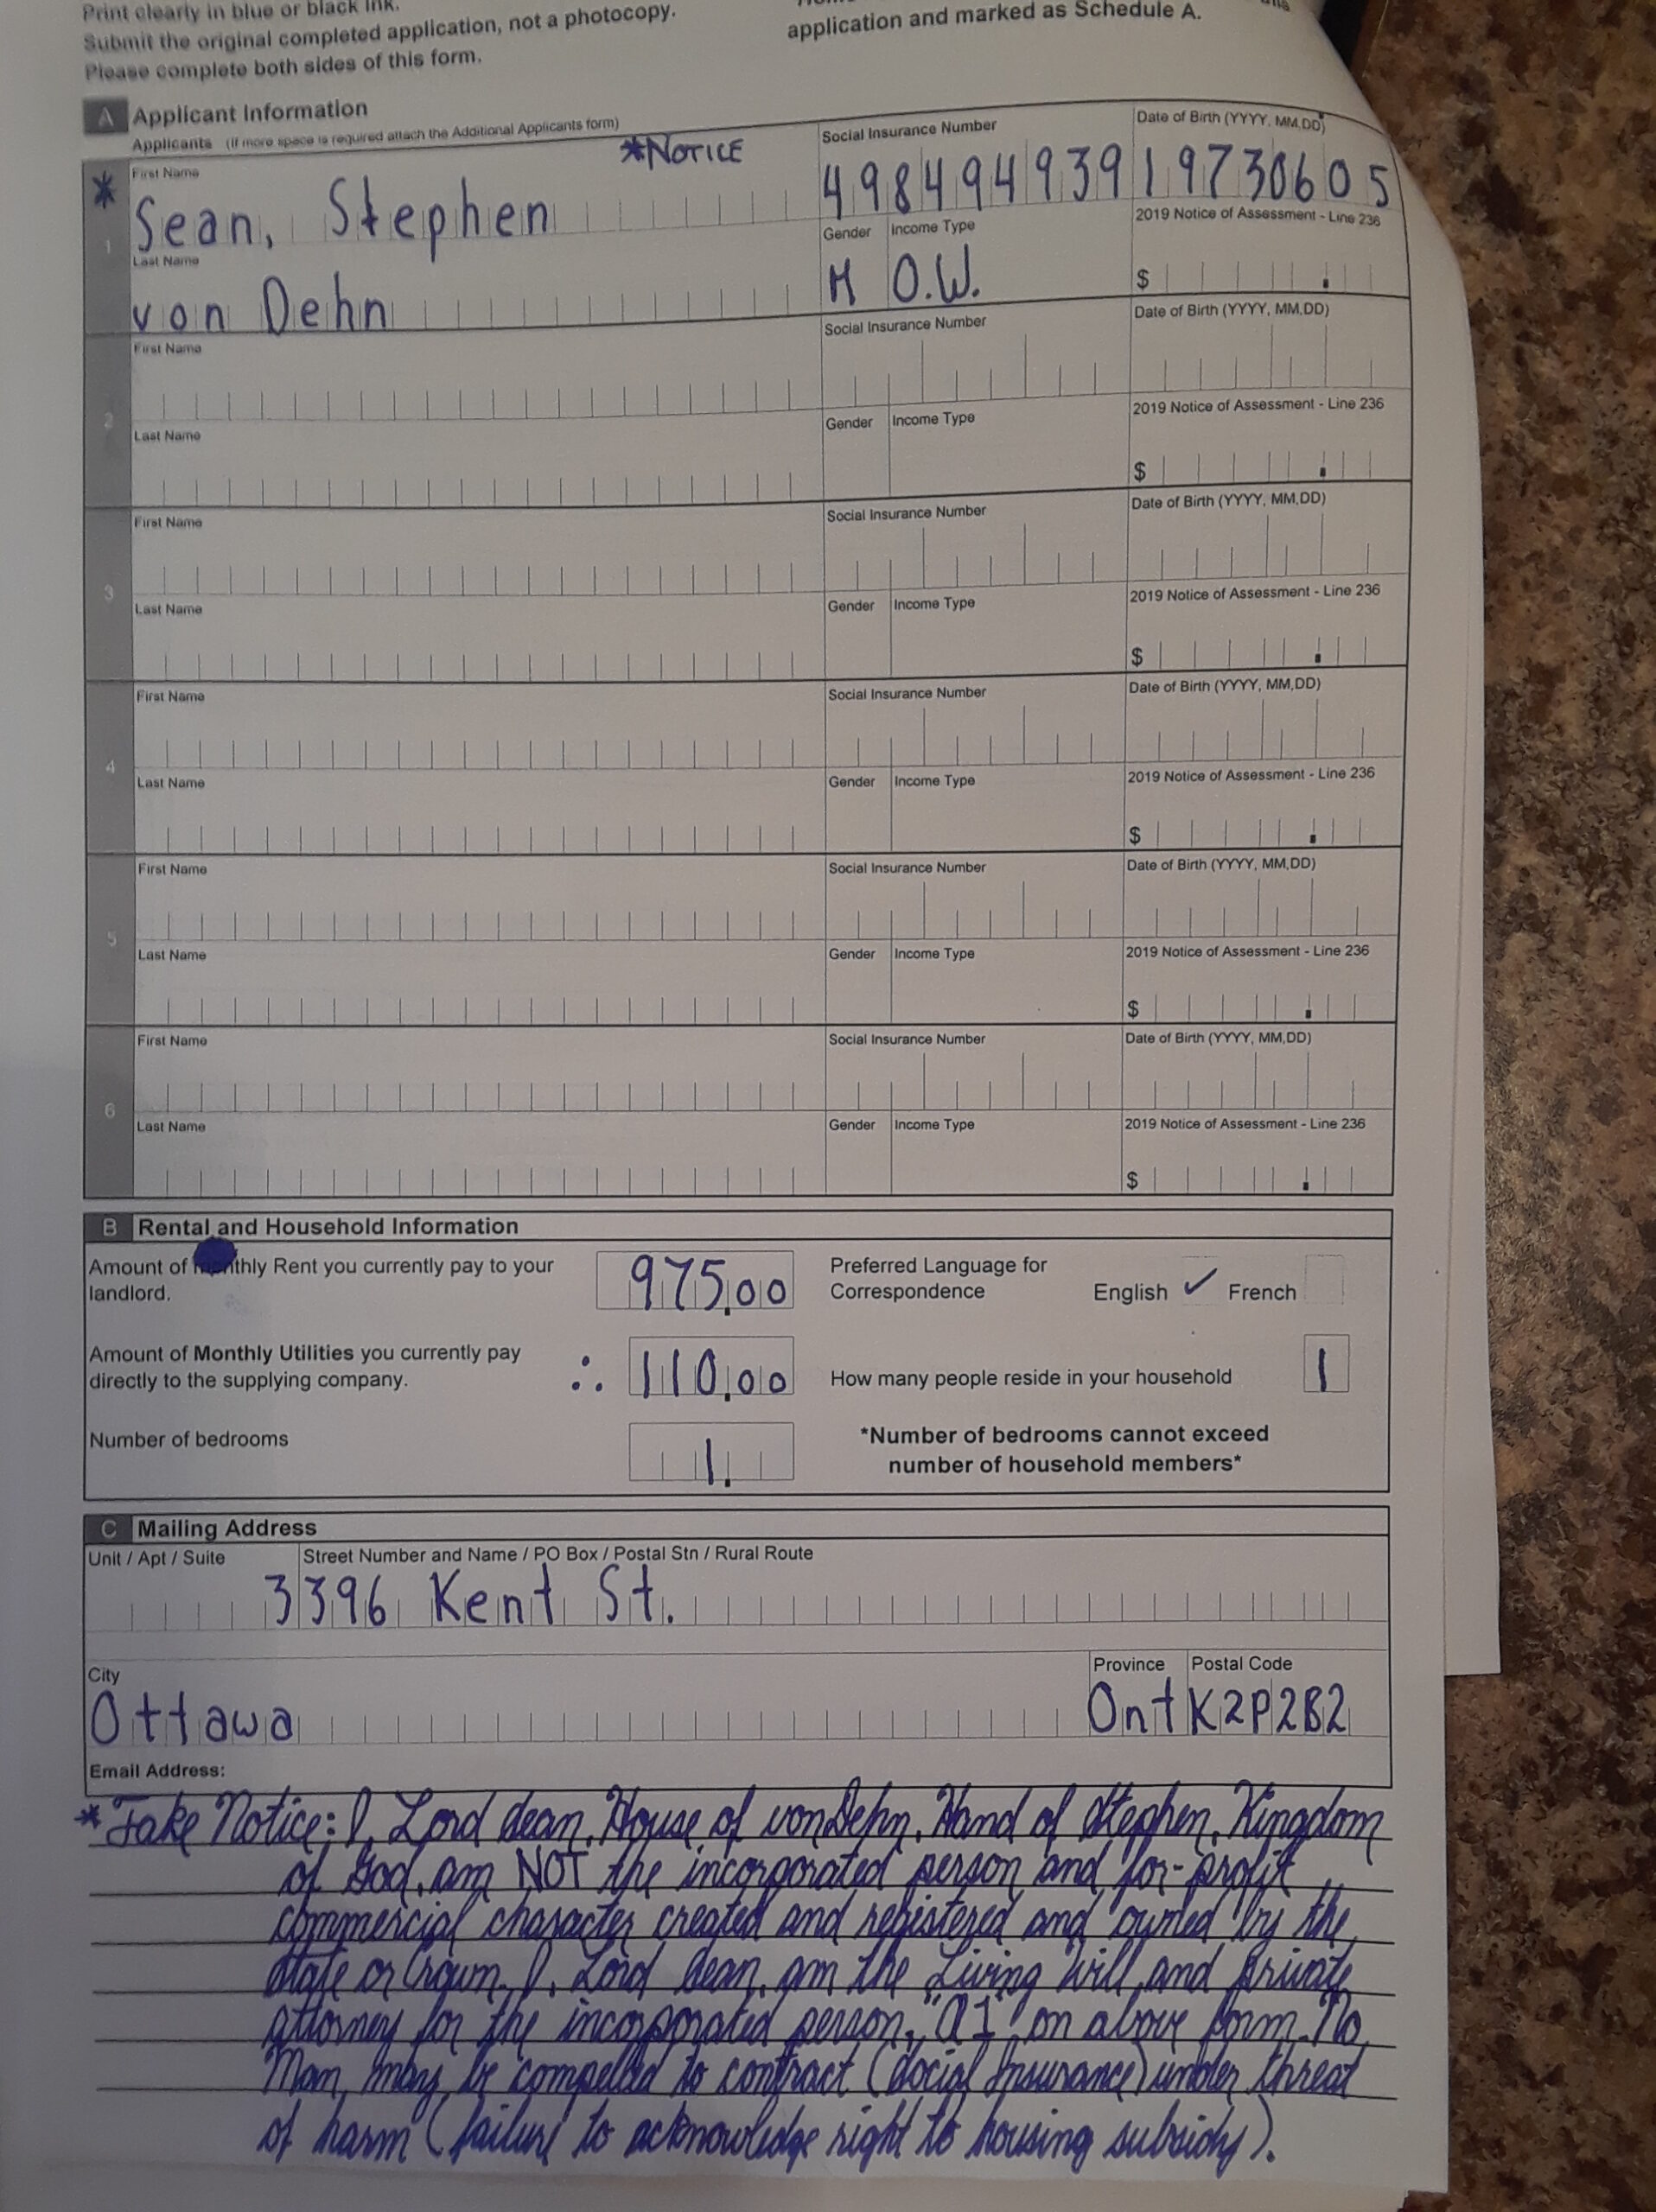 Print clearly in blue or black ink.
Submit the original completed application, not a photocopy.
Please complete both sides of this form.
application and marked as Schedule A.
A Applicant Information
Applicants (If more space is required attach the Additional Applicants form)
*NOTICE
Social Insurance Number
Date of Birth (YYYY, MM,DD)
* 1
First Name
Sean, Stephen
498494939
19730605
Last Name
von Dehn
Gender
M
Income Type
O.W.
2019 Notice of Assessment - Line 236
$ .
2
First Name
Social Insurance Number
Date of Birth (YYYY, MM,DD)
Last Name
Gender
Income Type
2019 Notice of Assessment - Line 236
$ .
3
First Name
Social Insurance Number
Date of Birth (YYYY, MM,DD)
Last Name
Gender
Income Type
2019 Notice of Assessment - Line 236
$ .
4
First Name
Social Insurance Number
Date of Birth (YYYY, MM,DD)
Last Name
Gender
Income Type
2019 Notice of Assessment - Line 236
$ .
5
First Name
Social Insurance Number
Date of Birth (YYYY, MM,DD)
Last Name
Gender
Income Type
2019 Notice of Assessment - Line 236
$ .
6
First Name
Social Insurance Number
Date of Birth (YYYY, MM,DD)
Last Name
Gender
Income Type
2019 Notice of Assessment - Line 236
$ .
B Rental and Household Information
Amount of monthly Rent you currently pay to your
landlord.
975.00
Preferred Language for
Correspondence
English ✓ French
Amount of Monthly Utilities you currently pay
directly to the supplying company.
∴ 110.00
How many people reside in your household
1
Number of bedrooms
1.
*Number of bedrooms cannot exceed
number of household members*
C Mailing Address
Unit / Apt / Suite
Street Number and Name / PO Box / Postal Stn / Rural Route
3396 Kent St.
City
Province
Postal Code
Ottawa
Ont
K2P2B2
Email Address:
* Take Notice: I, Lord Sean, House of vonDehn, Hand of Stephen, Kingdom
of God, am NOT the incorporated person and for-profit
commercial character created and registered and "owned" by the
State or Crown. I, Lord Sean, am the Living Will and private
attorney for the incorporated person, "A1" on above form. No
Man may be compelled to contract (Social Insurance) under threat
of harm (failure to acknowledge right to housing subsidy).